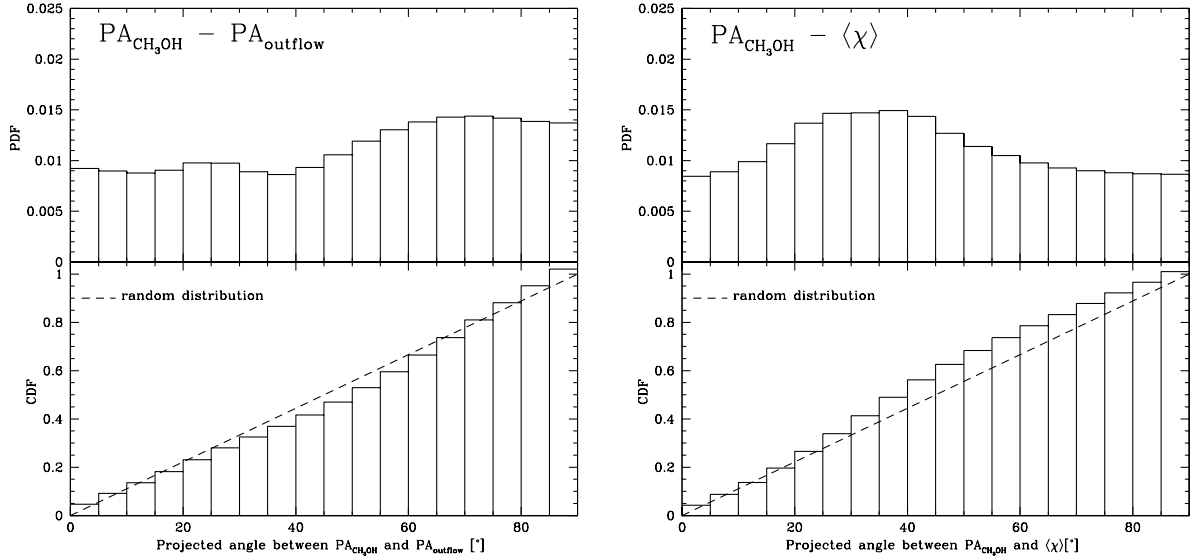 PA_CH₃OH − PA_outflow
0.025
0.02
0.015
0.01
0.005
0
PDF
random distribution
1
0.8
0.6
0.4
0.2
0
CDF
0 20 40 60 80
Projected angle between PA_CH₃OH and PA_outflow [°]
PA_CH₃OH − ⟨χ⟩
0.025
0.02
0.015
0.01
0.005
0
PDF
random distribution
1
0.8
0.6
0.4
0.2
0
CDF
0 20 40 60 80
Projected angle between PA_CH₃OH and ⟨χ⟩[°]